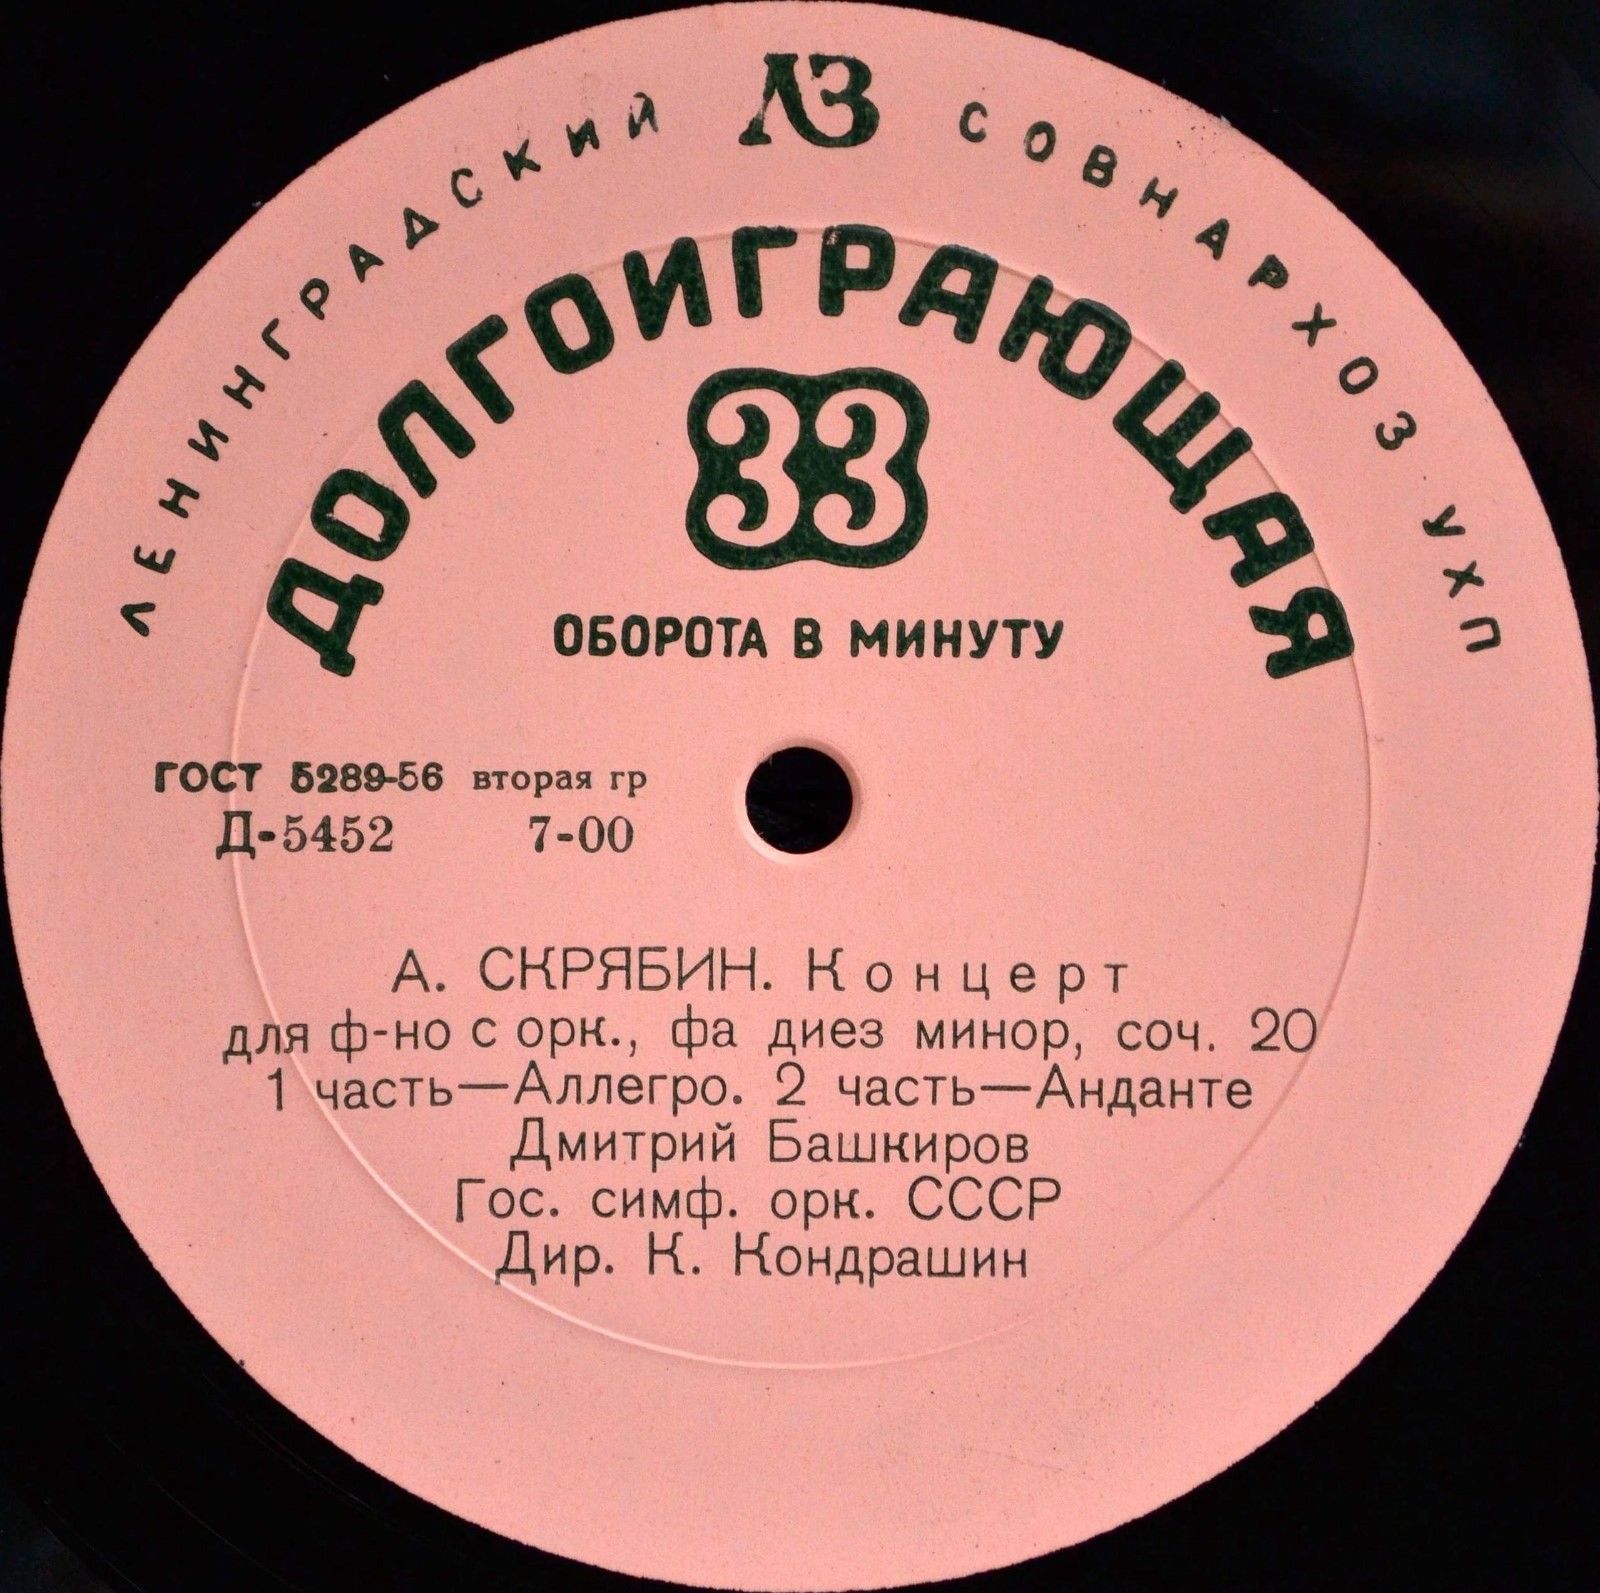 ЛЕНИНГРАДСКИЙ ЛЗ СОВНАРХОЗ УХП
ДОЛГОИГРАЮЩАЯ
33
ОБОРОТА В МИНУТУ
ГОСТ 5289-56 вторая гр
Д-5452 7-00
А. СКРЯБИН. Концерт
для ф-но с орк., фа диез минор, соч. 20
1 часть—Аллегро. 2 часть—Анданте
Дмитрий Башкиров
Гос. симф. орк. СССР
Дир. К. Кондрашин